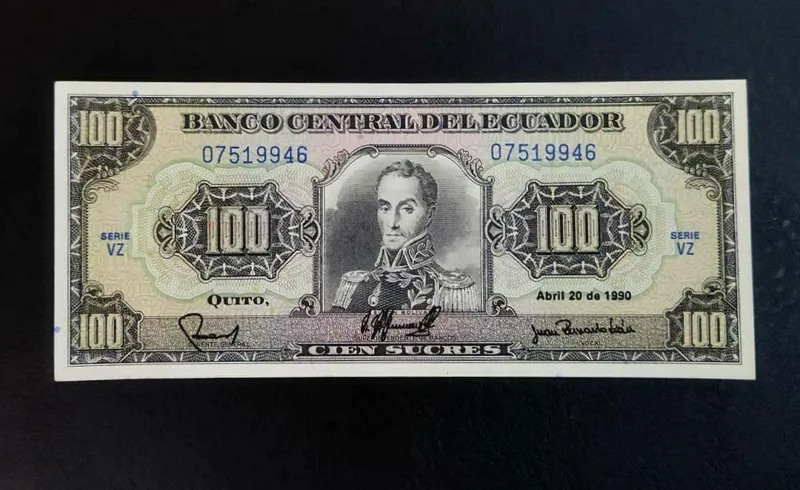 100 BANCO CENTRAL DEL ECUADOR 100
07519946 07519946
100 100
SERIE VZ SERIE VZ
QUITO, Abril 20 de 1990
100 100
VOCAL
CIEN SUCRES